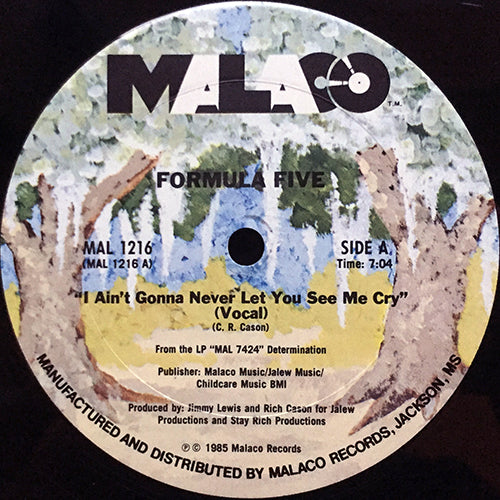 MALACO
T.M.
FORMULA FIVE
MAL 1216
(MAL 1216 A)
SIDE A
Time: 7:04
"I Ain't Gonna Never Let You See Me Cry"
(Vocal)
(C. R. Cason)
From the LP "MAL 7424" Determination
Publisher: Malaco Music/Jalew Music/
Childcare Music BMI
Produced by: Jimmy Lewis and Rich Cason for Jalew
Productions and Stay Rich Productions
℗ © 1985 Malaco Records
MANUFACTURED AND DISTRIBUTED BY MALACO RECORDS, JACKSON, MS